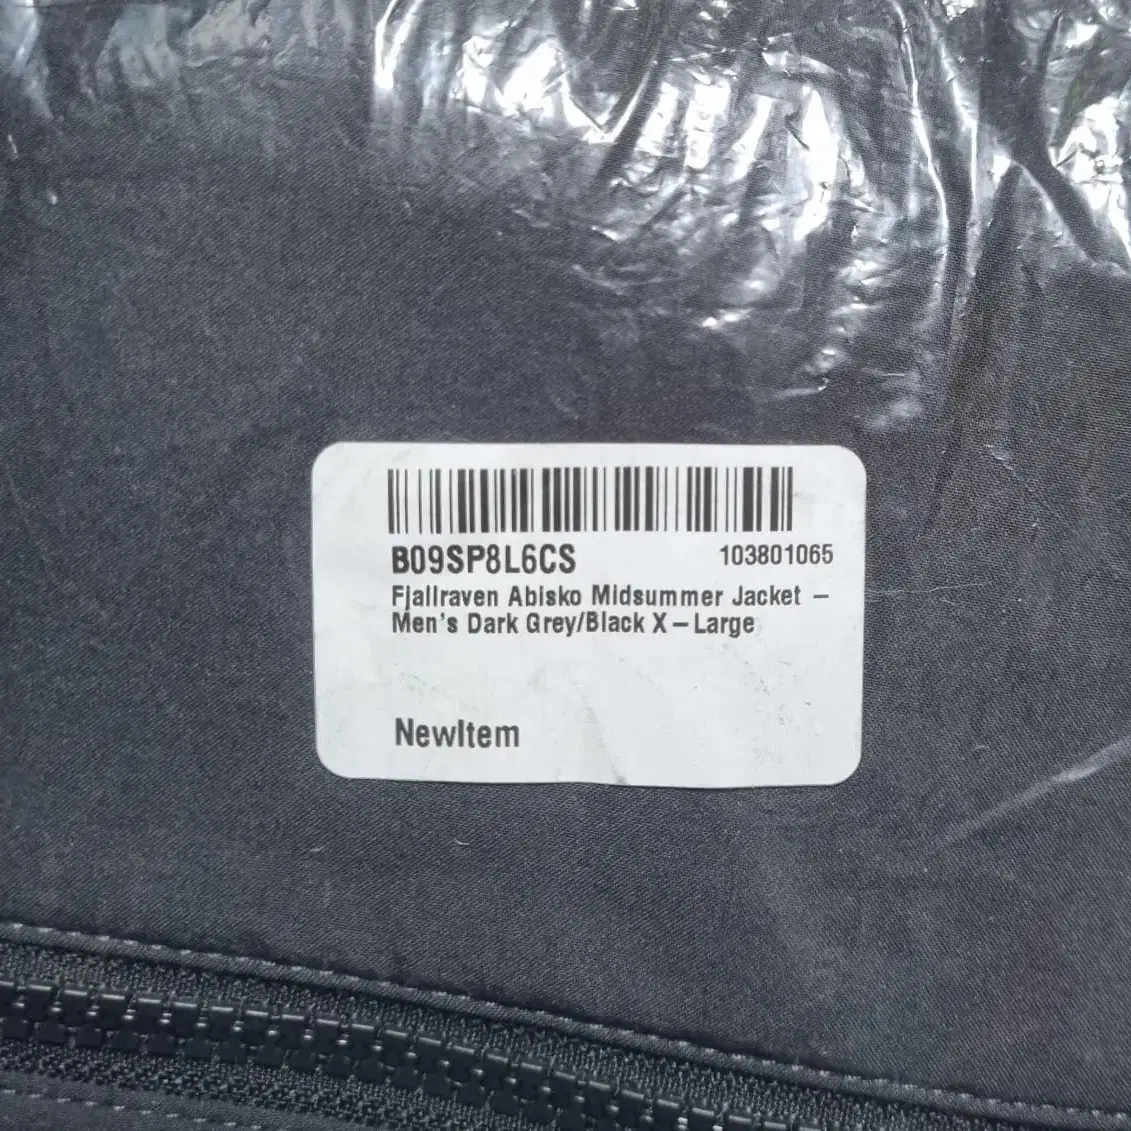 B09SP8L6CS 103801065
Fjallraven Abisko Midsummer Jacket –
Men's Dark Grey/Black X–Large
NewItem